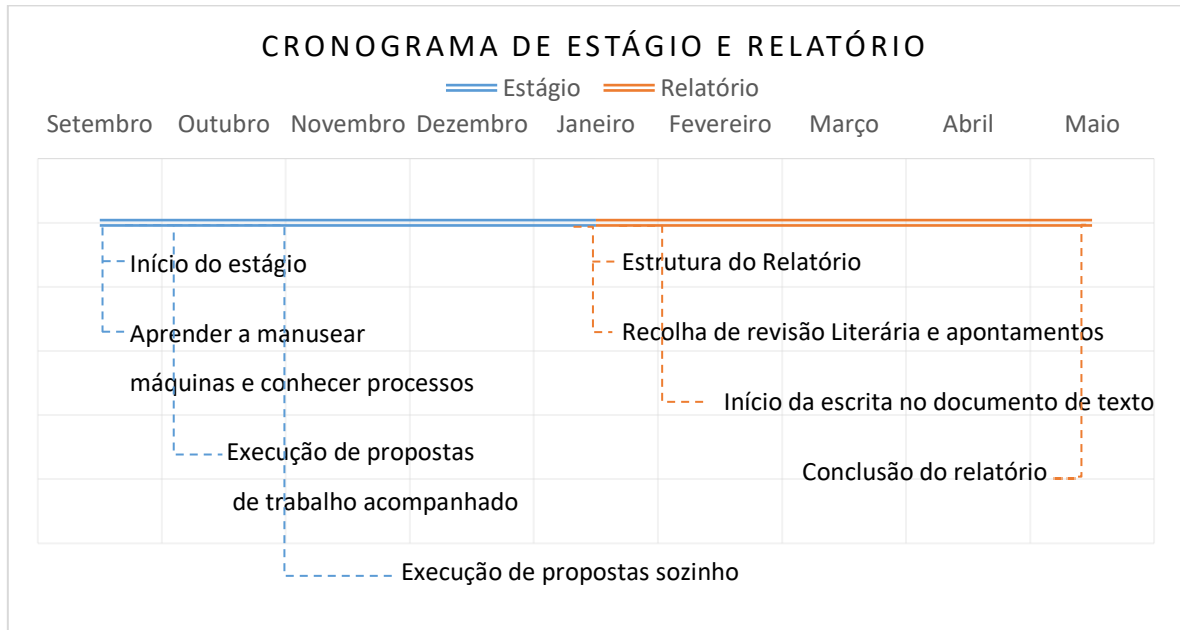 CRONOGRAMA DE ESTÁGIO E RELATÓRIO
Estágio Relatório
Setembro Outubro Novembro Dezembro Janeiro Fevereiro Março Abril Maio
Início do estágio
Aprender a manusear
máquinas e conhecer processos
Execução de propostas
de trabalho acompanhado
Execução de propostas sozinho
Estrutura do Relatório
Recolha de revisão Literária e apontamentos
Início da escrita no documento de texto
Conclusão do relatório